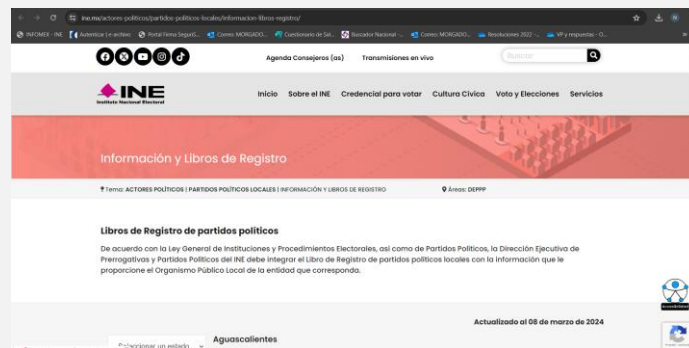 ine.mx/actores-politicos/partidos-politicos-locales/informacion-libros-registro/
INFOMEX - INE
Portal Firma SeguriS...
Correo: MORGADO...
Cuestionario de Sal...
Buscador Nacional -...
Correo: MORGADO...
Resoluciones 2022 -...
VP y respuestas - O...
Agenda Consejeros (as) Transmisiones en vivo
Buscar
INE
Instituto Nacional Electoral
Inicio Sobre el INE Credencial para votar Cultura Cívica Voto y Elecciones Servicios
Información y Libros de Registro
Tema: ACTORES POLÍTICOS | PARTIDOS POLÍTICOS LOCALES | INFORMACIÓN Y LIBROS DE REGISTRO Áreas: DEPPP
Libros de Registro de partidos políticos
De acuerdo con la Ley General de Instituciones y Procedimientos Electorales, así como de Partidos Políticos, la Dirección Ejecutiva de
Prerrogativas y Partidos Políticos del INE debe integrar el Libro de Registro de partidos políticos locales con la información que le
proporcione el Organismo Público Local de la entidad que corresponda.
Actualizado al 08 de marzo de 2024
Aguascalientes
Seleccionar un estado